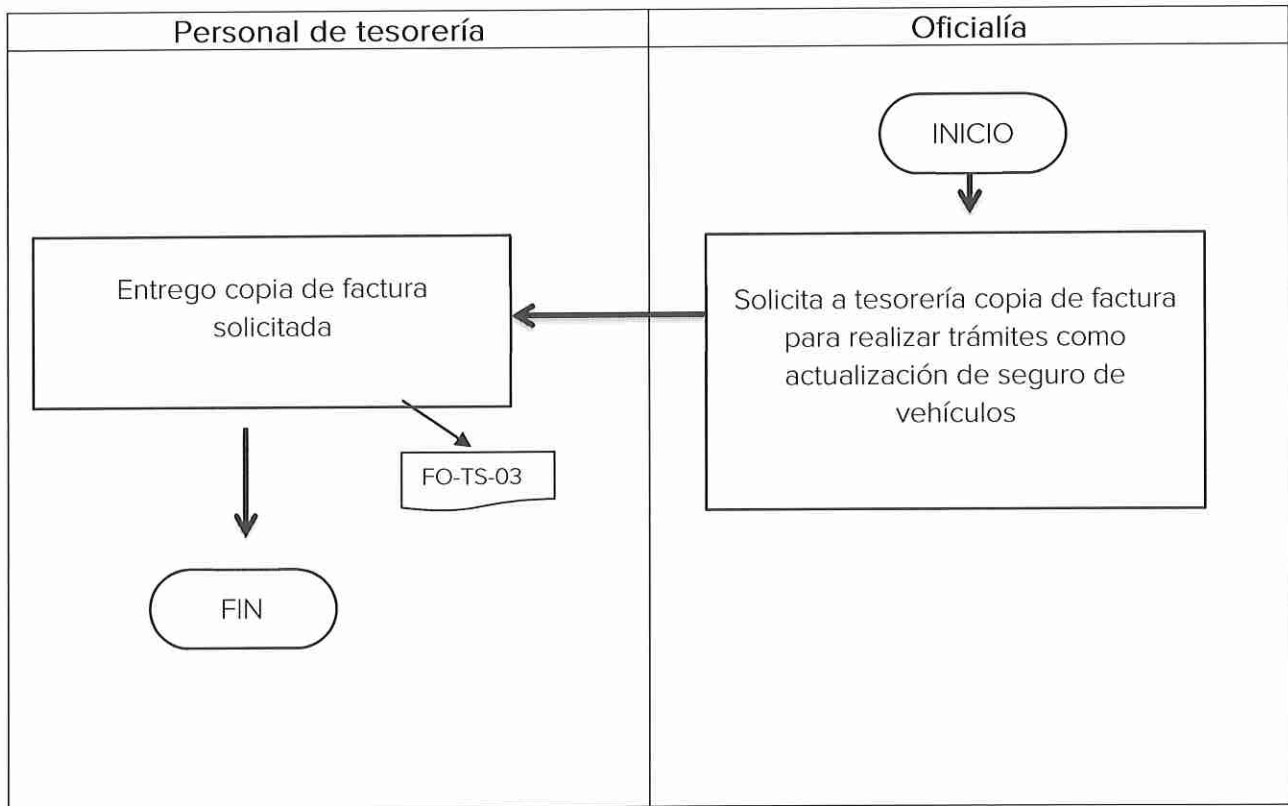 Personal de tesorería
Oficialía
INICIO
Solicita a tesorería copia de factura
para realizar trámites como
actualización de seguro de
vehículos
Entrego copia de factura
solicitada
FO-TS-03
FIN